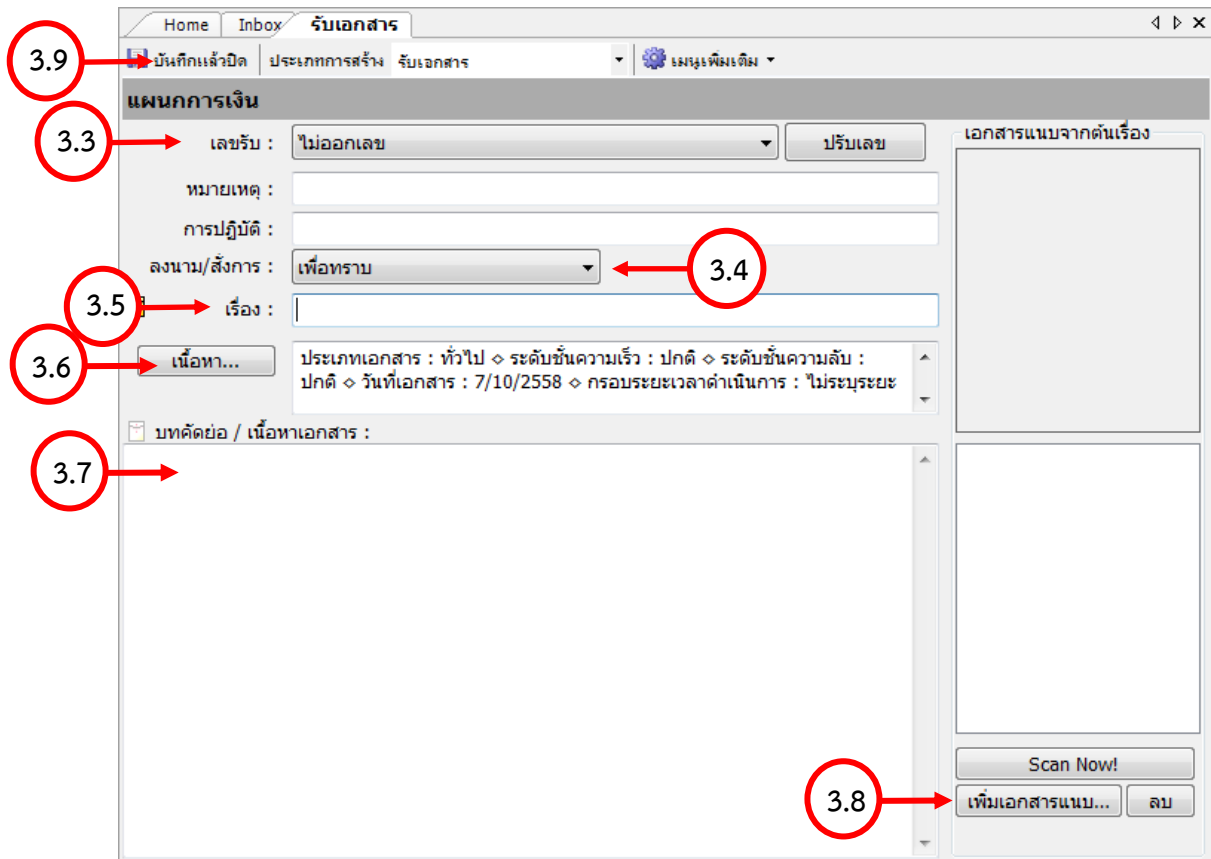 Home Inbox รับเอกสาร
3.9 บันทึกแล้วปิด ประเภทการสร้าง รับเอกสาร เมนูเพิ่มเติม
แผนกการเงิน
3.3 เลขรับ : ไม่ออกเลข ปรับเลข เอกสารแนบจากต้นเรื่อง
หมายเหตุ :
การปฏิบัติ :
ลงนาม/สั่งการ : เพื่อทราบ 3.4
3.5 เรื่อง :
3.6 เนื้อหา... ประเภทเอกสาร : ทั่วไป ◇ ระดับชั้นความเร็ว : ปกติ ◇ ระดับชั้นความลับ :
ปกติ ◇ วันที่เอกสาร : 7/10/2558 ◇ กรอบระยะเวลาดำเนินการ : ไม่ระบุระยะ
บทคัดย่อ / เนื้อหาเอกสาร :
3.7
Scan Now!
3.8 เพิ่มเอกสารแนบ... ลบ